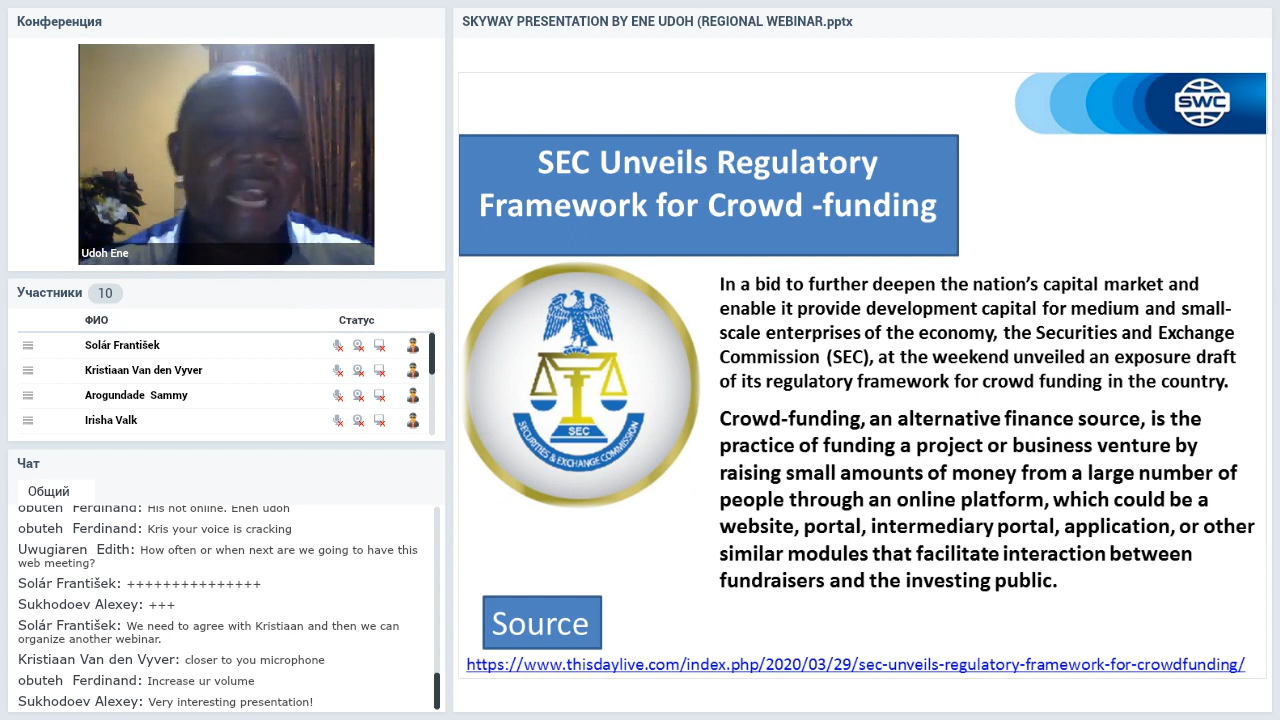 Конференция
Udoh Ene
Участники 10
ФИО Статус
Solár František
Kristiaan Van den Vyver
Arogundade Sammy
Irisha Valk
Чат
Общий
obuteh Ferdinand: His not online. Eneh udoh
obuteh Ferdinand: Kris your voice is cracking
Uwugiaren Edith: How often or when next are we going to have this
web meeting?
Solár František: +++++++++++++++
Sukhodoev Alexey: +++
Solár František: We need to agree with Kristiaan and then we can
organize another webinar.
Kristiaan Van den Vyver: closer to you microphone
obuteh Ferdinand: Increase ur volume
Sukhodoev Alexey: Very interesting presentation!
SKYWAY PRESENTATION BY ENE UDOH (REGIONAL WEBINAR.pptx
SWC
SEC Unveils Regulatory
Framework for Crowd -funding
SEC
SECURITIES & EXCHANGE COMMISSION
In a bid to further deepen the nation’s capital market and
enable it provide development capital for medium and small-
scale enterprises of the economy, the Securities and Exchange
Commission (SEC), at the weekend unveiled an exposure draft
of its regulatory framework for crowd funding in the country.
Crowd-funding, an alternative finance source, is the
practice of funding a project or business venture by
raising small amounts of money from a large number of
people through an online platform, which could be a
website, portal, intermediary portal, application, or other
similar modules that facilitate interaction between
fundraisers and the investing public.
Source
https://www.thisdaylive.com/index.php/2020/03/29/sec-unveils-regulatory-framework-for-crowdfunding/